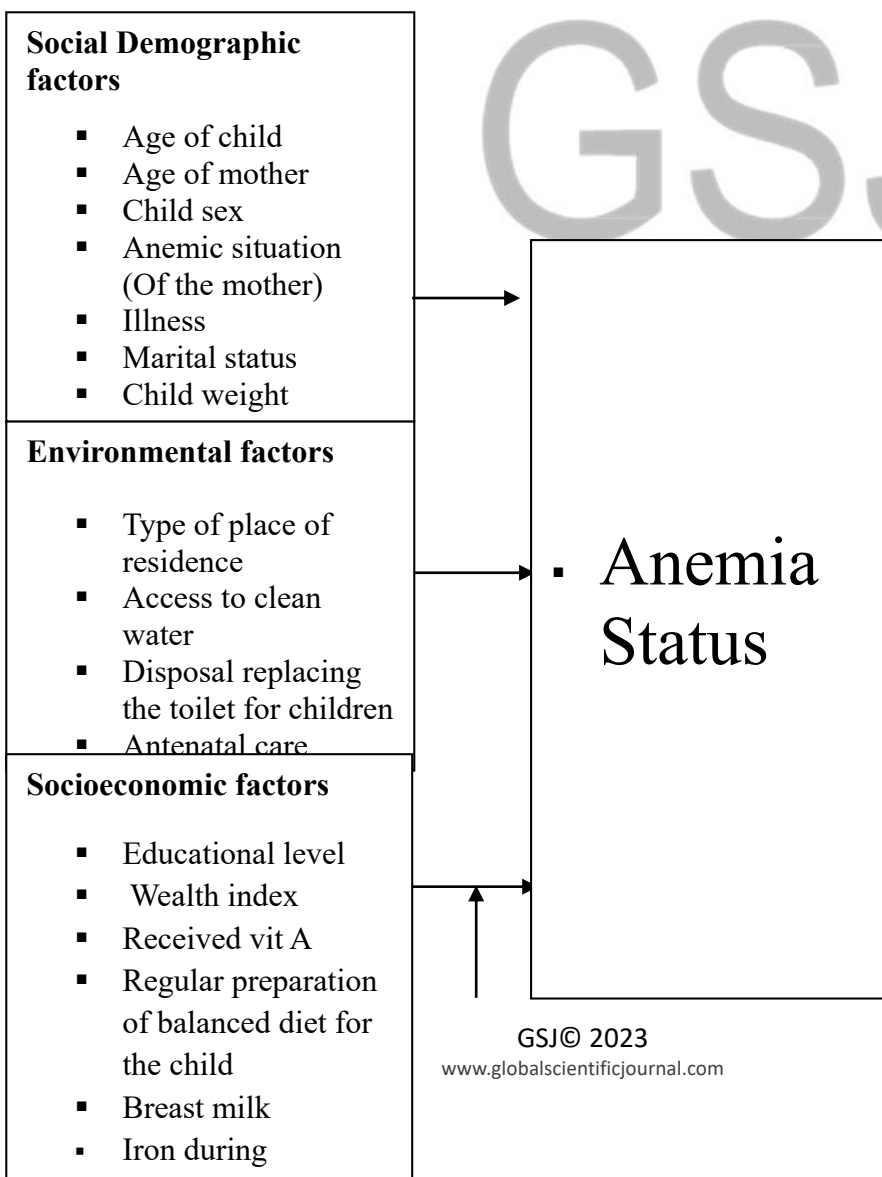 GSJ
Social Demographic
factors
▪ Age of child
▪ Age of mother
▪ Child sex
▪ Anemic situation
(Of the mother)
▪ Illness
▪ Marital status
▪ Child weight
Environmental factors
▪ Type of place of
residence
▪ Access to clean
water
▪ Disposal replacing
the toilet for children
▪ Antenatal care
Socioeconomic factors
▪ Educational level
▪ Wealth index
▪ Received vit A
▪ Regular preparation
of balanced diet for
the child
▪ Breast milk
▪ Iron during
▪ Anemia
Status
GSJ© 2023
www.globalscientificjournal.com